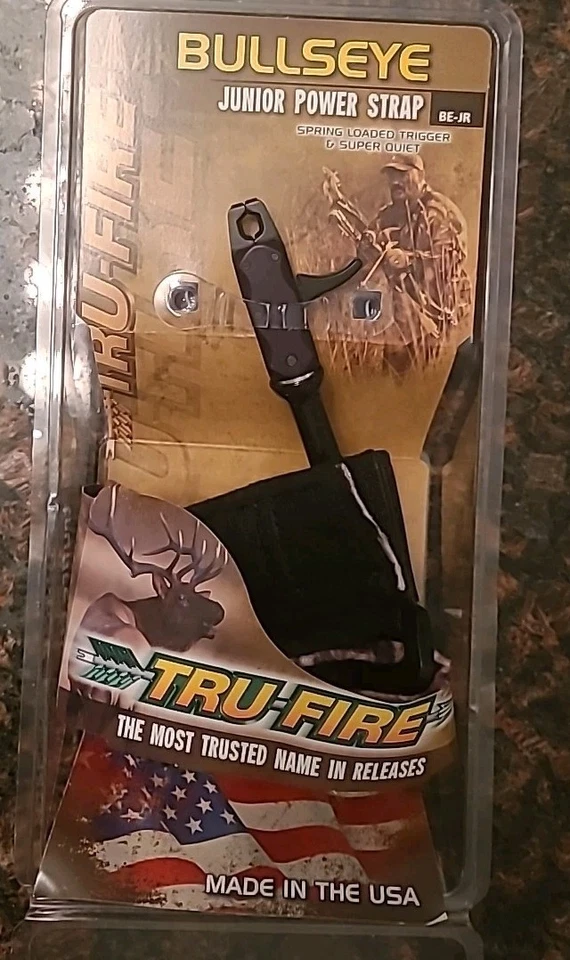 BULLSEYE
JUNIOR POWER STRAP BE-JR
SPRING LOADED TRIGGER
& SUPER QUIET
TRU-FIRE
TRU-FIRE
THE MOST TRUSTED NAME IN RELEASES
MADE IN THE USA